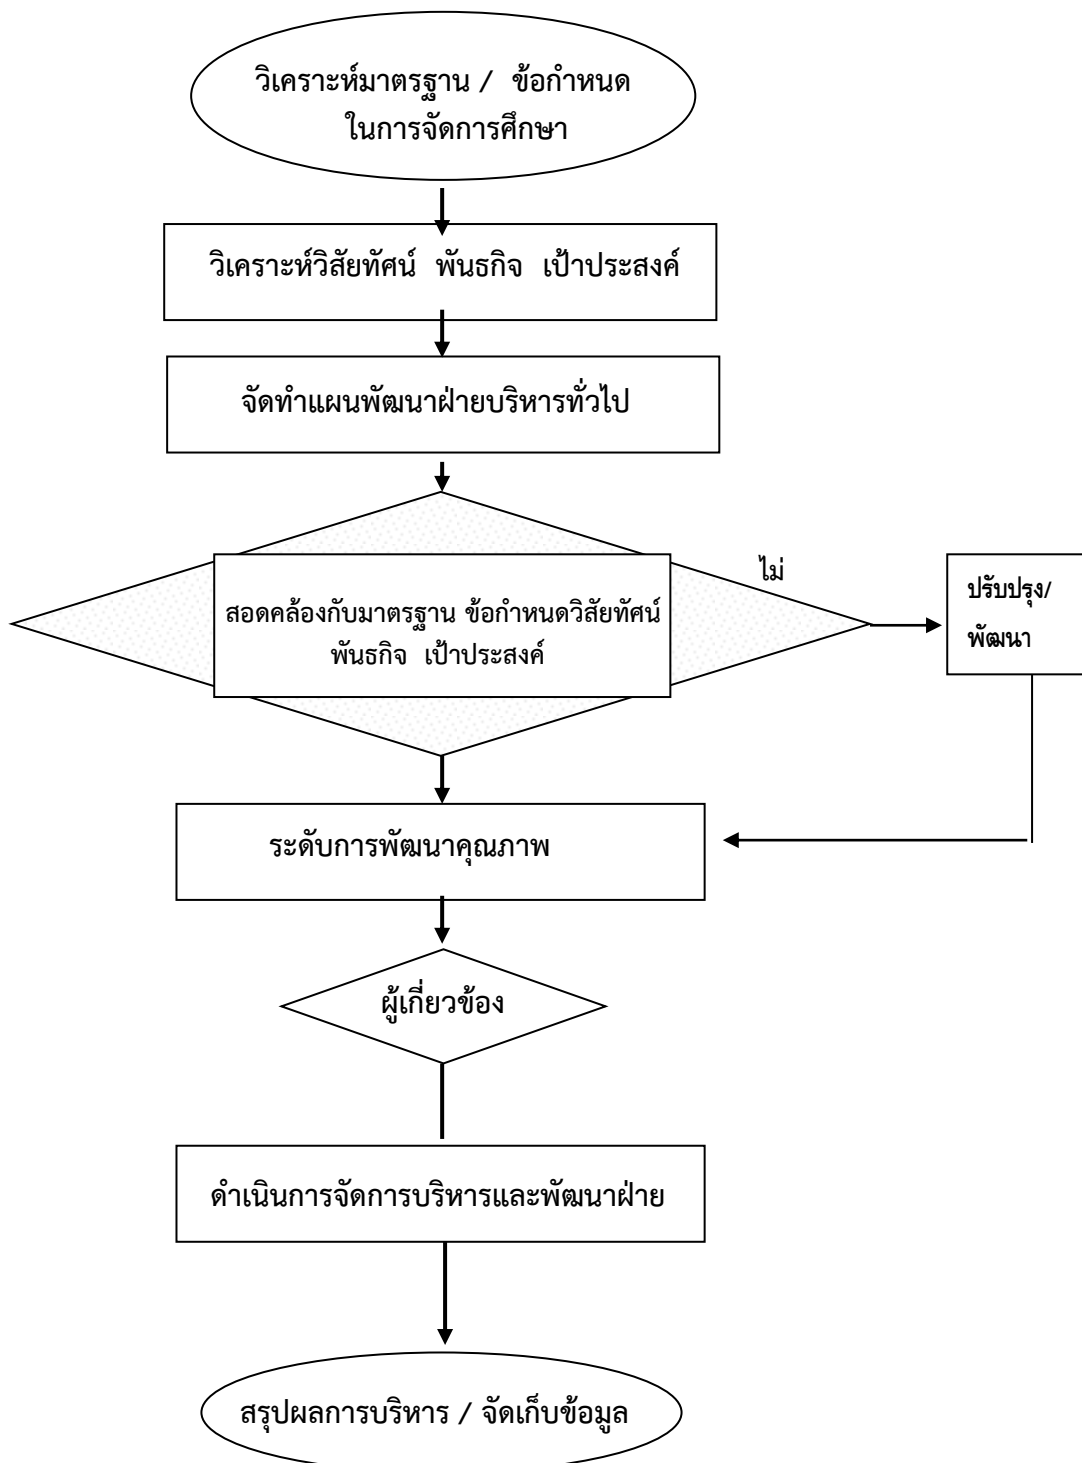 วิเคราะห์มาตรฐาน / ข้อกำหนด
ในการจัดการศึกษา
วิเคราะห์วิสัยทัศน์ พันธกิจ เป้าประสงค์
จัดทำแผนพัฒนาฝ่ายบริหารทั่วไป
ไม่
สอดคล้องกับมาตรฐาน ข้อกำหนดวิสัยทัศน์
พันธกิจ เป้าประสงค์
ปรับปรุง/
พัฒนา
ระดับการพัฒนาคุณภาพ
ผู้เกี่ยวข้อง
ดำเนินการจัดการบริหารและพัฒนาฝ่าย
สรุปผลการบริหาร / จัดเก็บข้อมูล